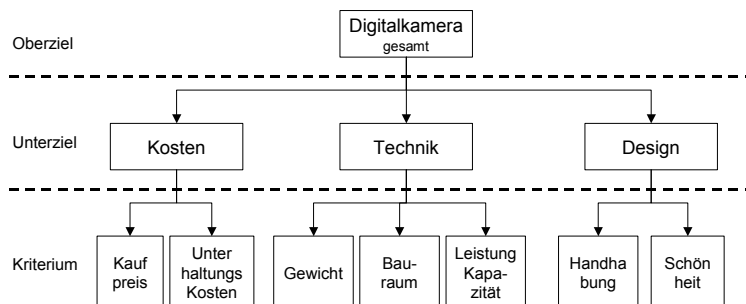 Oberziel
Digitalkamera
gesamt
Unterziel
Kosten
Technik
Design
Kriterium
Kauf
preis
Unter
haltungs
Kosten
Gewicht
Bau-
raum
Leistung
Kapa-
zität
Handha
bung
Schön
heit